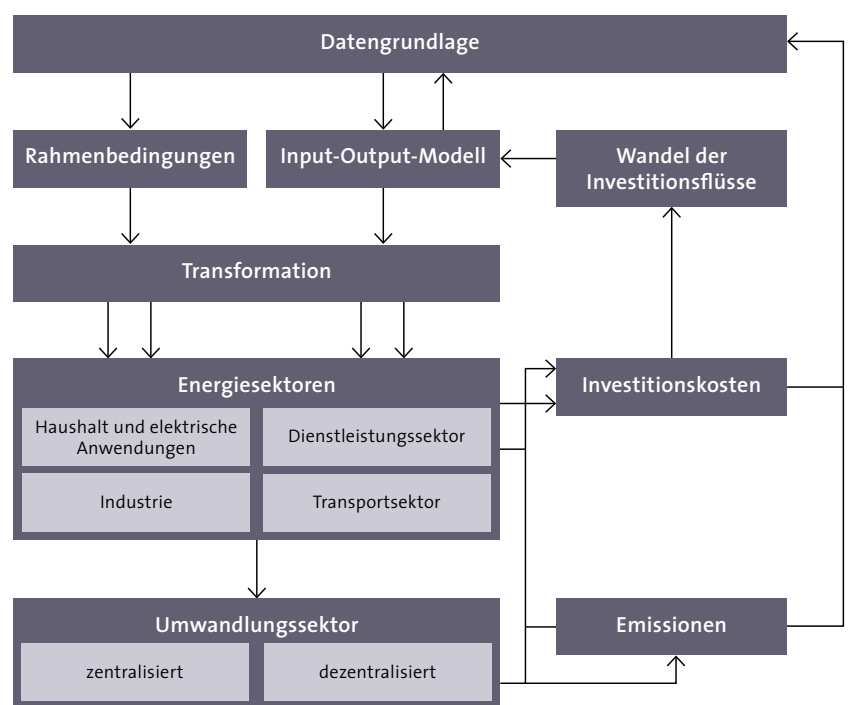 Datengrundlage
Rahmenbedingungen
Input-Output-Modell
Wandel der
Investitionsflüsse
Transformation
Energiesektoren
Haushalt und elektrische
Anwendungen
Dienstleistungssektor
Industrie
Transportsektor
Investitionskosten
Umwandlungssektor
zentralisiert
dezentralisiert
Emissionen